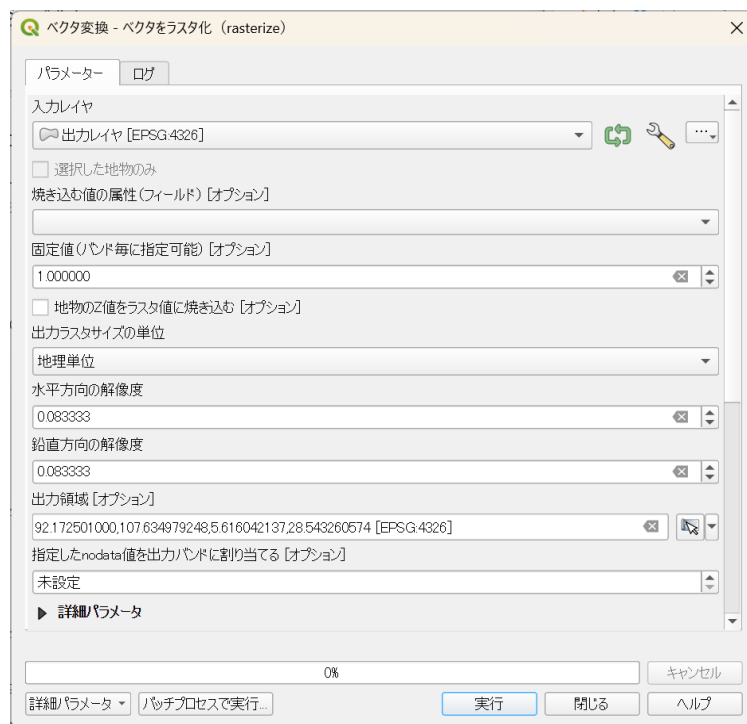 ベクタ変換 - ベクタをラスタ化 (rasterize)
パラメーター ログ
入力レイヤ
出力レイヤ [EPSG:4326]
選択した地物のみ
焼き込む値の属性(フィールド) [オプション]
固定値(バンド毎に指定可能) [オプション]
1.000000
地物のZ値をラスタ値に焼き込む [オプション]
出力ラスタサイズの単位
地理単位
水平方向の解像度
0.083333
鉛直方向の解像度
0.083333
出力領域 [オプション]
92.172501000,107.634979248,5.616042137,28.543260574 [EPSG:4326]
指定したnodata値を出力バンドに割り当てる [オプション]
未設定
詳細パラメータ
0% キャンセル
詳細パラメータ バッチプロセスで実行... 実行 閉じる ヘルプ